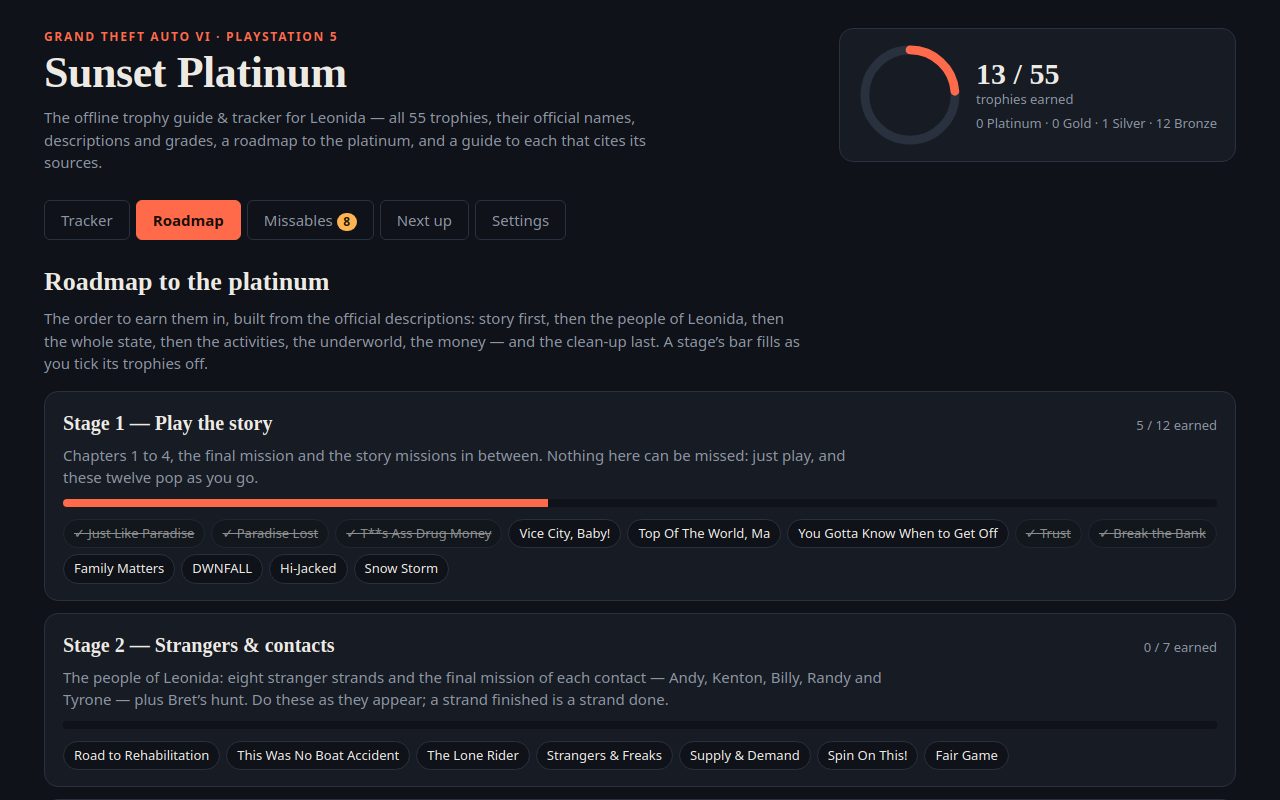 GRAND THEFT AUTO VI · PLAYSTATION 5
Sunset Platinum
The offline trophy guide & tracker for Leonida — all 55 trophies, their official names,
descriptions and grades, a roadmap to the platinum, and a guide to each that cites its
sources.
13 / 55
trophies earned
0 Platinum · 0 Gold · 1 Silver · 12 Bronze
Tracker
Roadmap
Missables 8
Next up
Settings
Roadmap to the platinum
The order to earn them in, built from the official descriptions: story first, then the people of Leonida, then
the whole state, then the activities, the underworld, the money — and the clean-up last. A stage’s bar fills as
you tick its trophies off.
Stage 1 — Play the story
5 / 12 earned
Chapters 1 to 4, the final mission and the story missions in between. Nothing here can be missed: just play, and
these twelve pop as you go.
✓ Just Like Paradise
✓ Paradise Lost
✓ T**s Ass Drug Money
Vice City, Baby!
Top Of The World, Ma
You Gotta Know When to Get Off
✓ Trust
✓ Break the Bank
Family Matters
DWNFALL
Hi-Jacked
Snow Storm
Stage 2 — Strangers & contacts
0 / 7 earned
The people of Leonida: eight stranger strands and the final mission of each contact — Andy, Kenton, Billy, Randy and
Tyrone — plus Bret’s hunt. Do these as they appear; a strand finished is a strand done.
Road to Rehabilitation
This Was No Boat Accident
The Lone Rider
Strangers & Freaks
Supply & Demand
Spin On This!
Fair Game